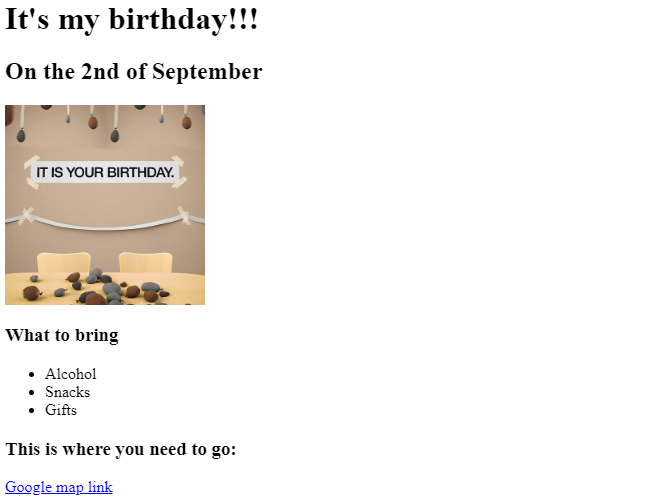 It's my birthday!!!
On the 2nd of September
IT IS YOUR BIRTHDAY.
What to bring
Alcohol
Snacks
Gifts
This is where you need to go:
Google map link